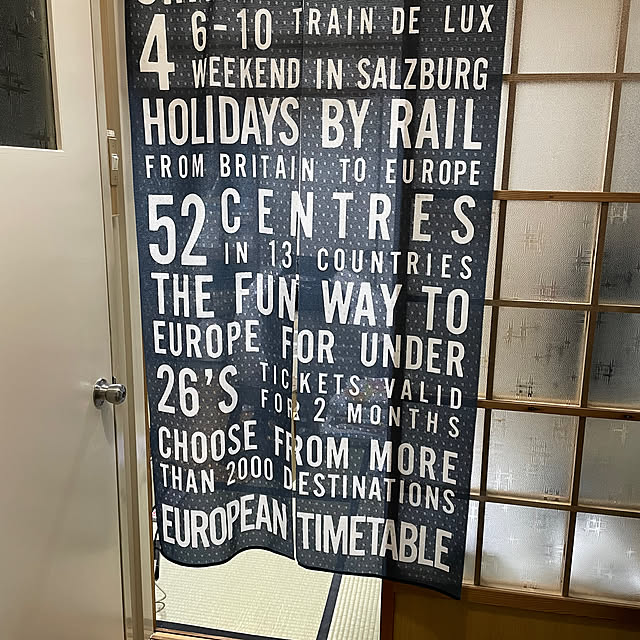 4 6-10 TRAIN DE LUX
WEEKEND IN SALZBURG
HOLIDAYS BY RAIL
FROM BRITAIN TO EUROPE
52 CENTRES
IN 13 COUNTRIES
THE FUN WAY TO
EUROPE FOR UNDER
26'S TICKETS VALID
FOR 2 MONTHS
CHOOSE FROM MORE
THAN 2000 DESTINATIONS
EUROPEAN TIMETABLE